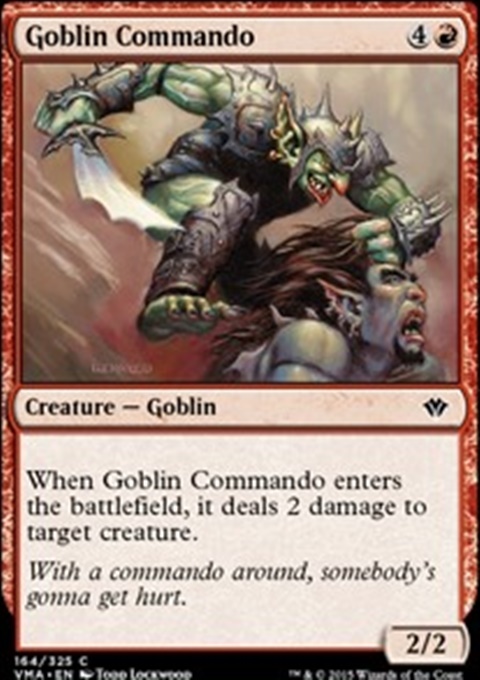 Goblin Commando 4
Creature — Goblin
When Goblin Commando enters
the battlefield, it deals 2 damage to
target creature.
With a commando around, somebody's
gonna get hurt.
2/2
164/325 C
VMA • EN Todd Lockwood
™ & © 2015 Wizards of the Coast